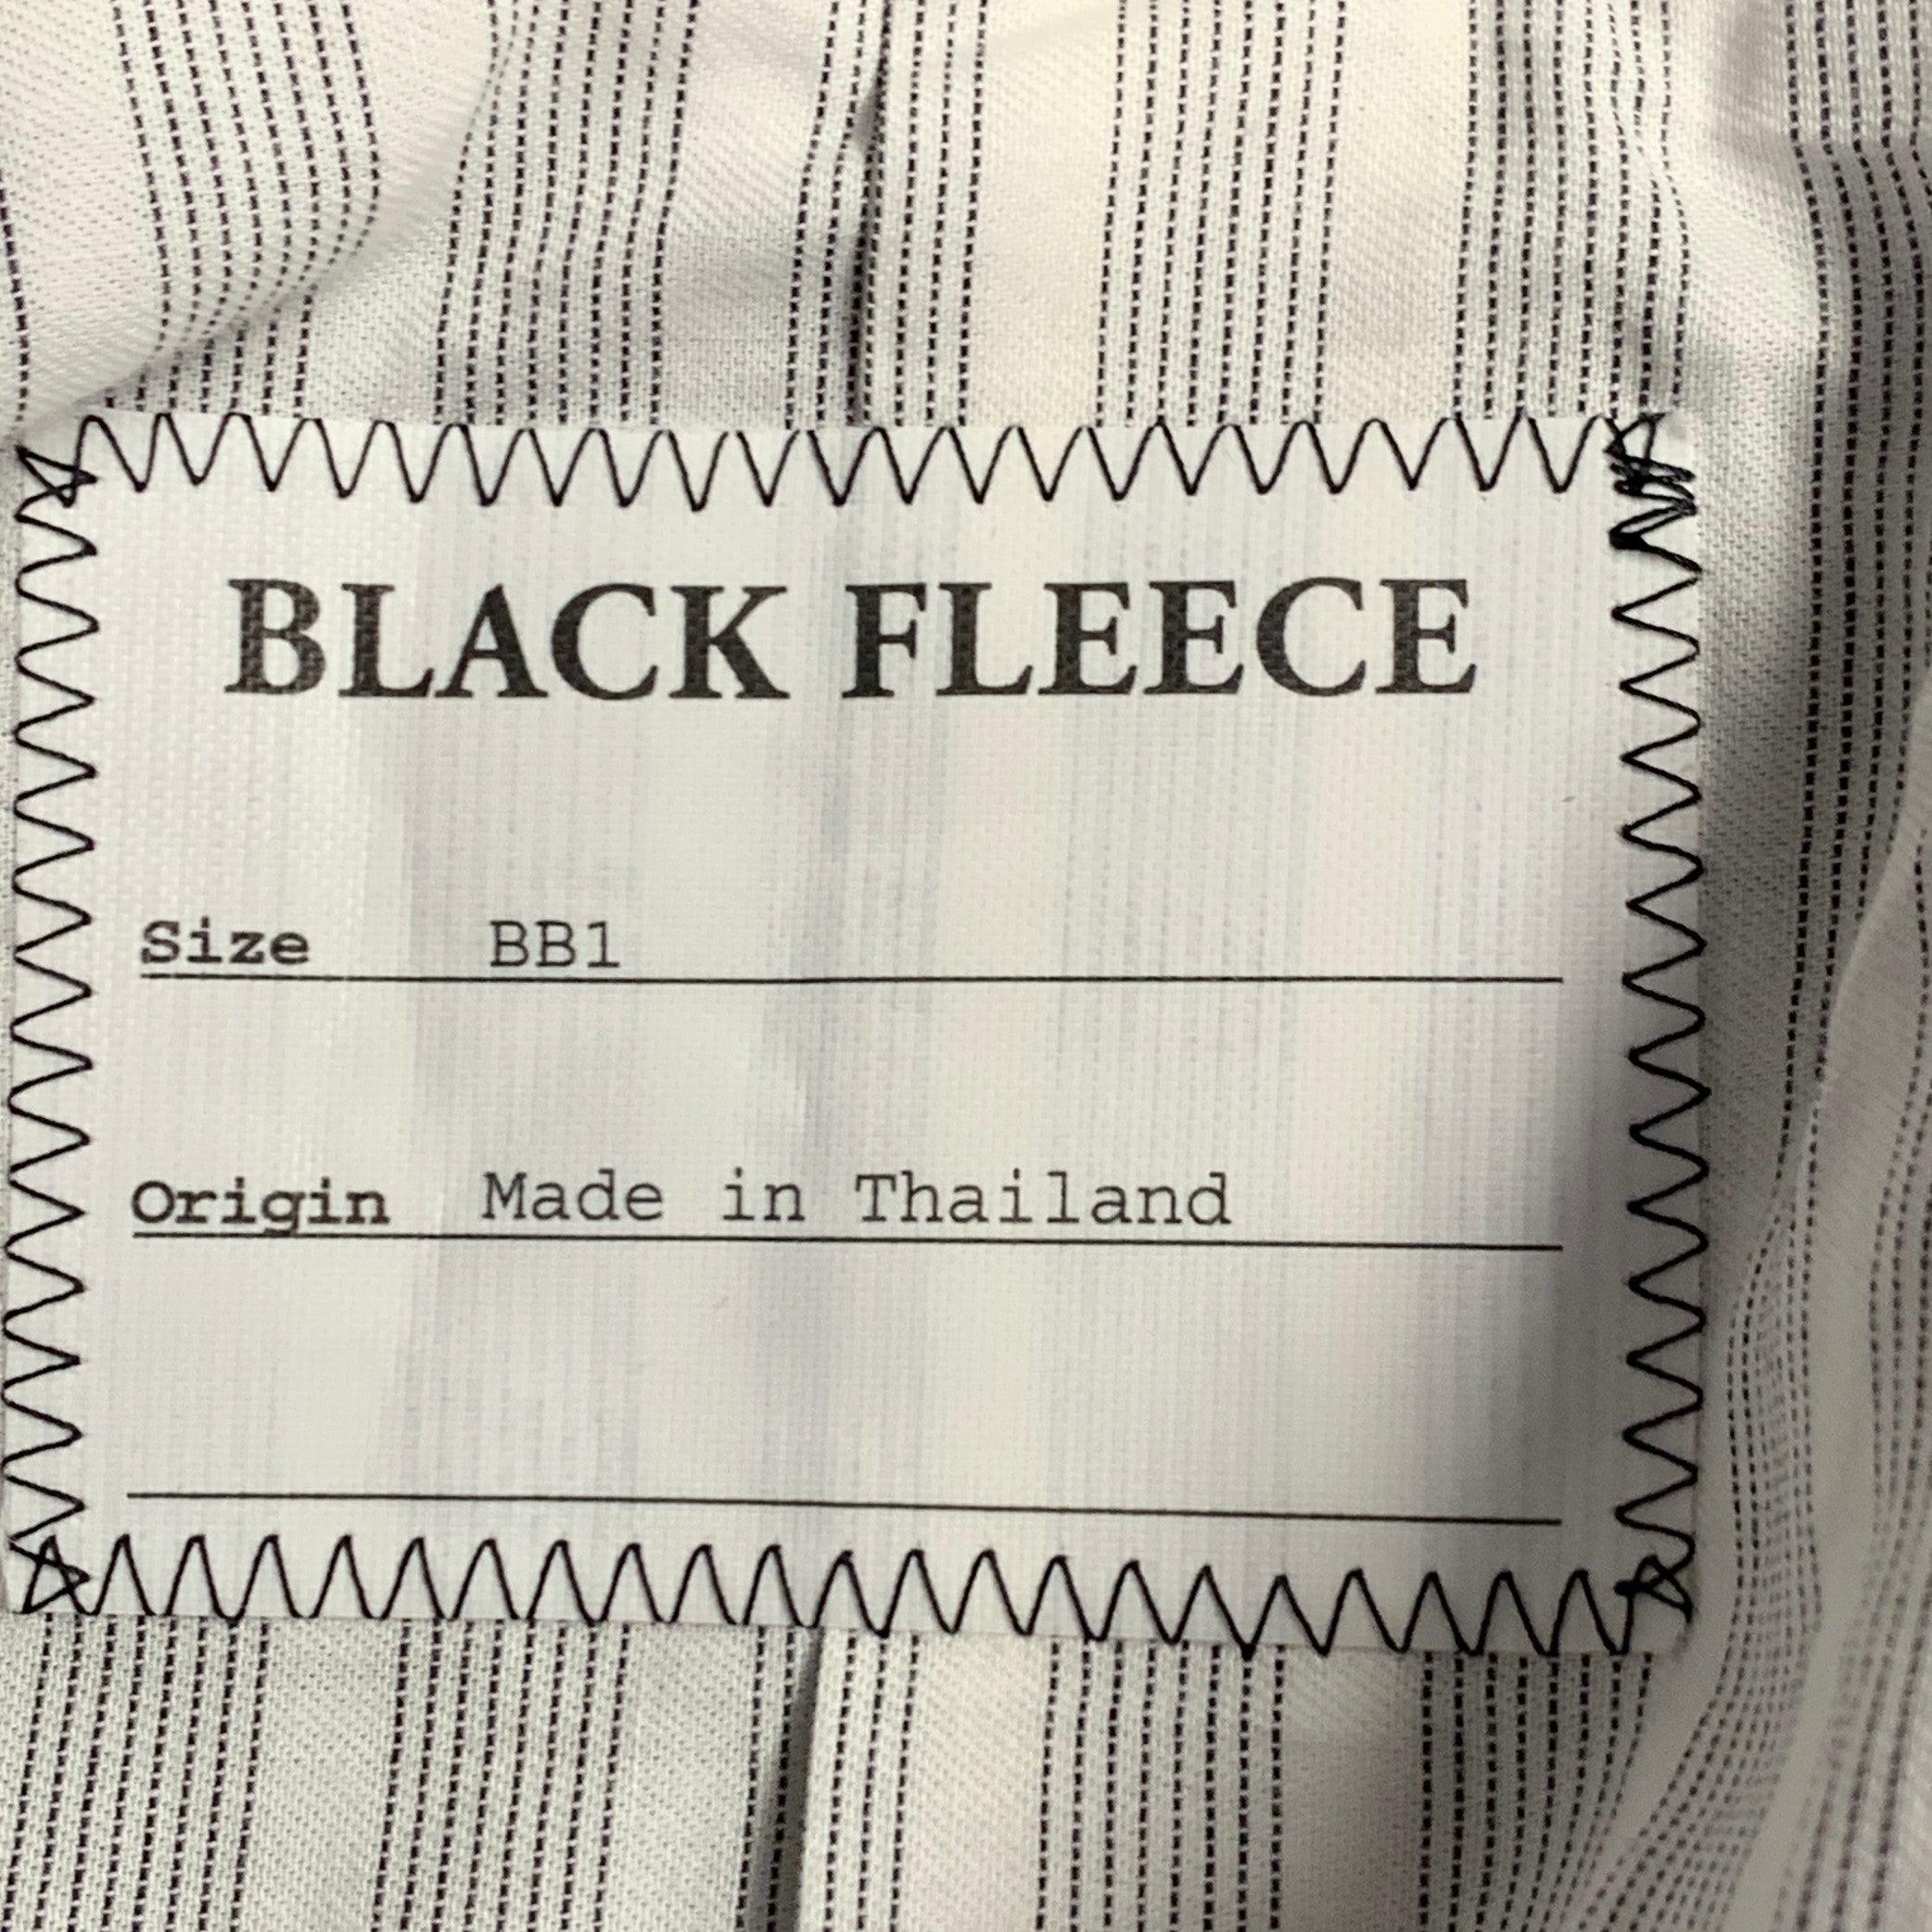 BLACK FLEECE
Size BB1
Origin Made in Thailand